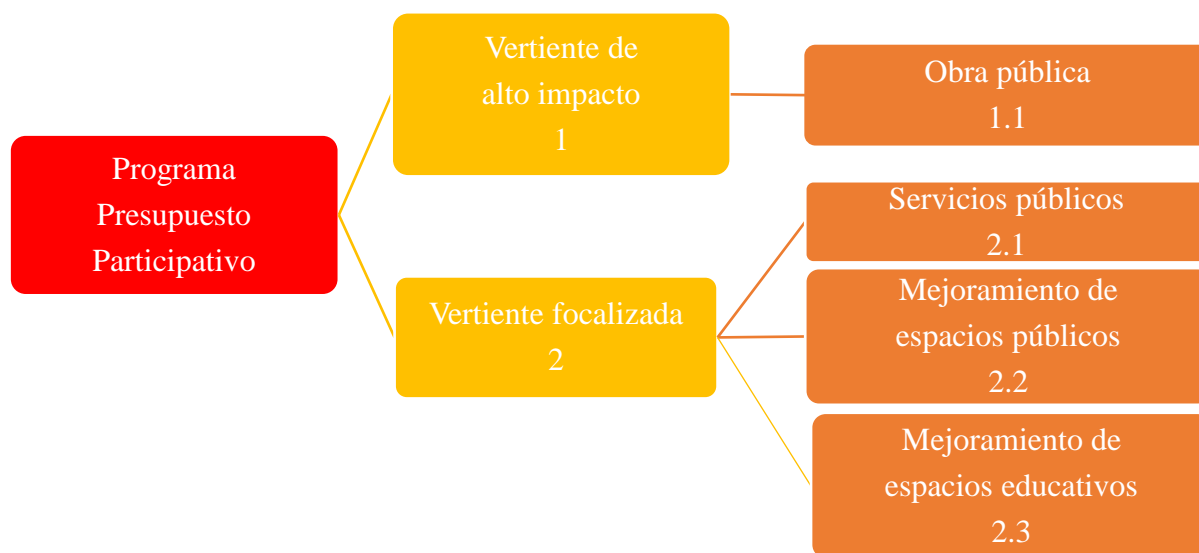 Programa
Presupuesto
Participativo
Vertiente de
alto impacto
1
Obra pública
1.1
Vertiente focalizada
2
Servicios públicos
2.1
Mejoramiento de
espacios públicos
2.2
Mejoramiento de
espacios educativos
2.3